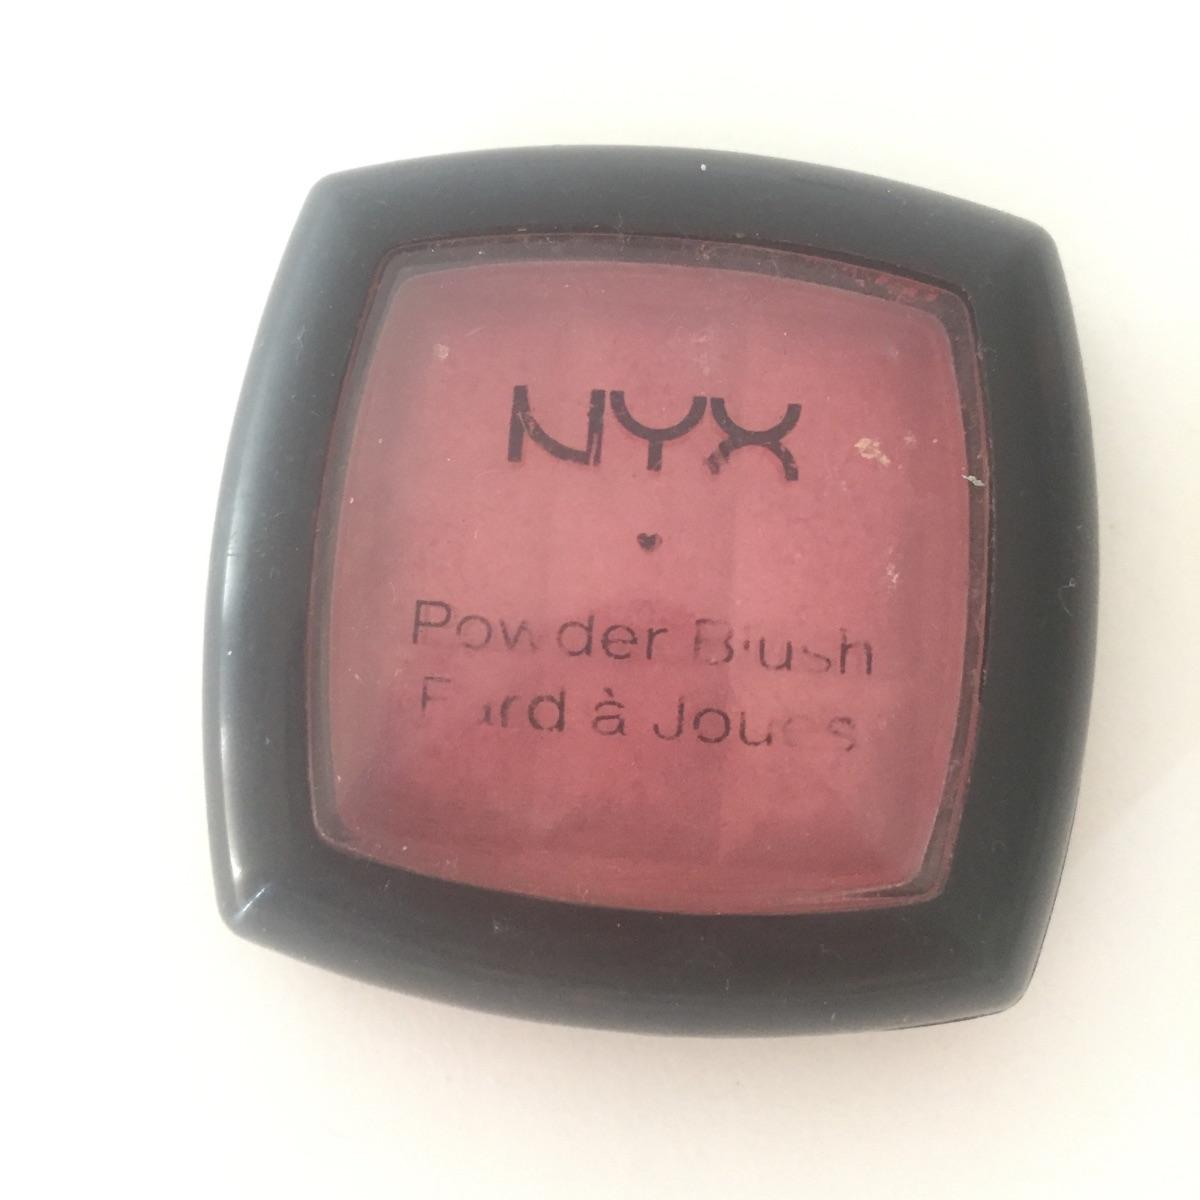 NYX
Powder Blush
Fard à Joues